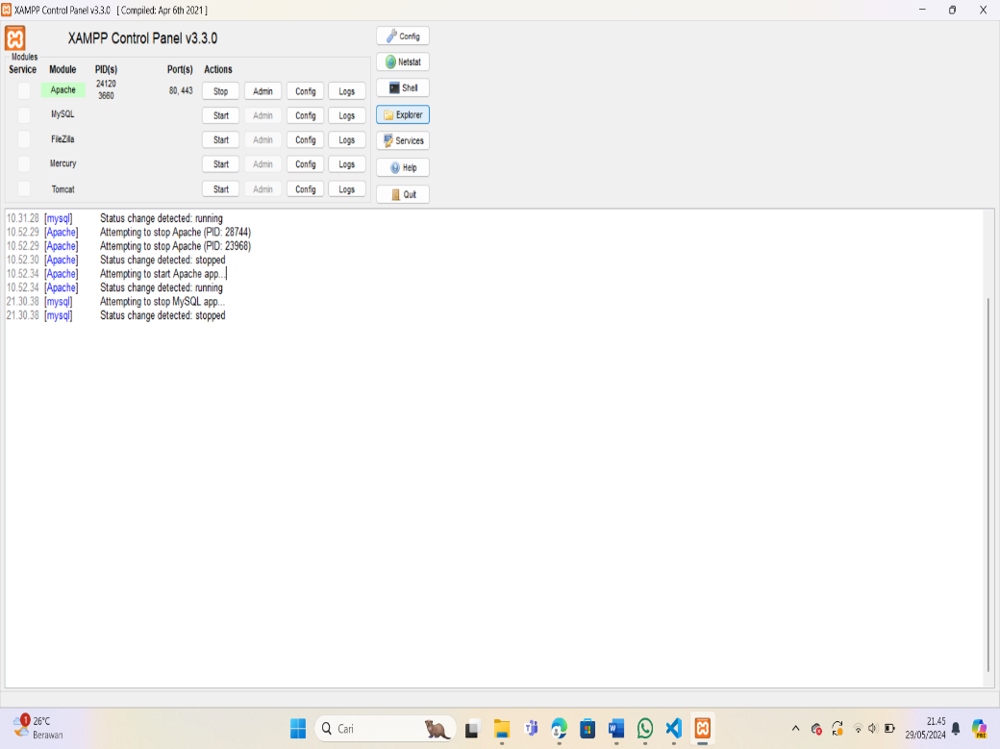 XAMPP Control Panel v3.3.0 [ Compiled: Apr 6th 2021 ]
XAMPP Control Panel v3.3.0
Config
Modules
Service Module PID(s) Port(s) Actions
Netstat
Apache 24120 3660 80, 443 Stop Admin Config Logs
Shell
MySQL Start Admin Config Logs
Explorer
FileZilla Start Admin Config Logs
Services
Mercury Start Admin Config Logs
Help
Tomcat Start Admin Config Logs
Quit
10.31.28 [mysql] Status change detected: running
10.52.29 [Apache] Attempting to stop Apache (PID: 28744)
10.52.29 [Apache] Attempting to stop Apache (PID: 23968)
10.52.30 [Apache] Status change detected: stopped
10.52.34 [Apache] Attempting to start Apache app...
10.52.34 [Apache] Status change detected: running
21.30.38 [mysql] Attempting to stop MySQL app...
21.30.38 [mysql] Status change detected: stopped
1 26°C
Berawan
Cari
21.45
29/05/2024
PRE